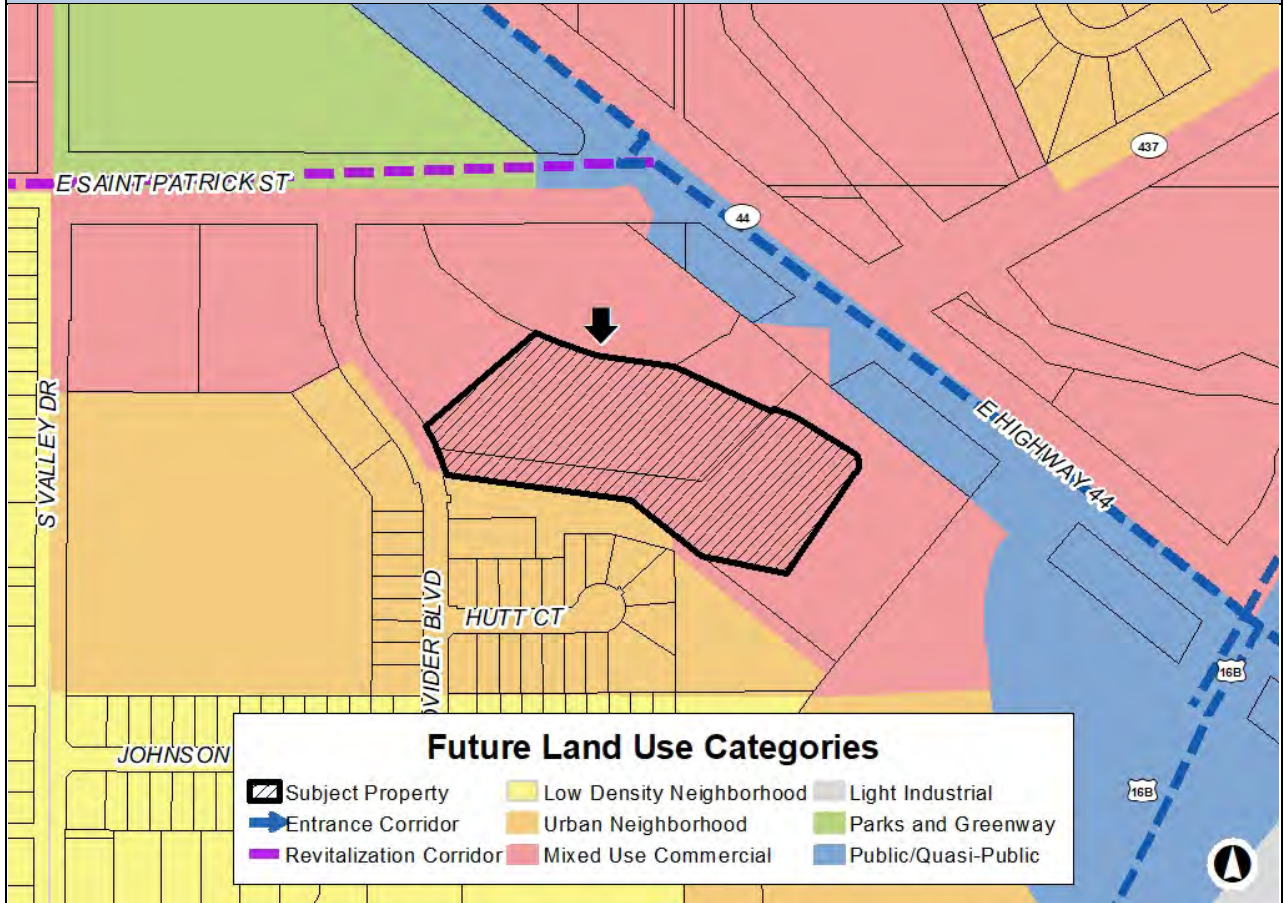 E SAINT PATRICK ST
437
44
S VALLEY DR
E HIGHWAY 44
HUTT CT
OVIDER BLVD
16B
JOHNSON
16B
Future Land Use Categories
Subject Property
Low Density Neighborhood
Light Industrial
Entrance Corridor
Urban Neighborhood
Parks and Greenway
Revitalization Corridor
Mixed Use Commercial
Public/Quasi-Public